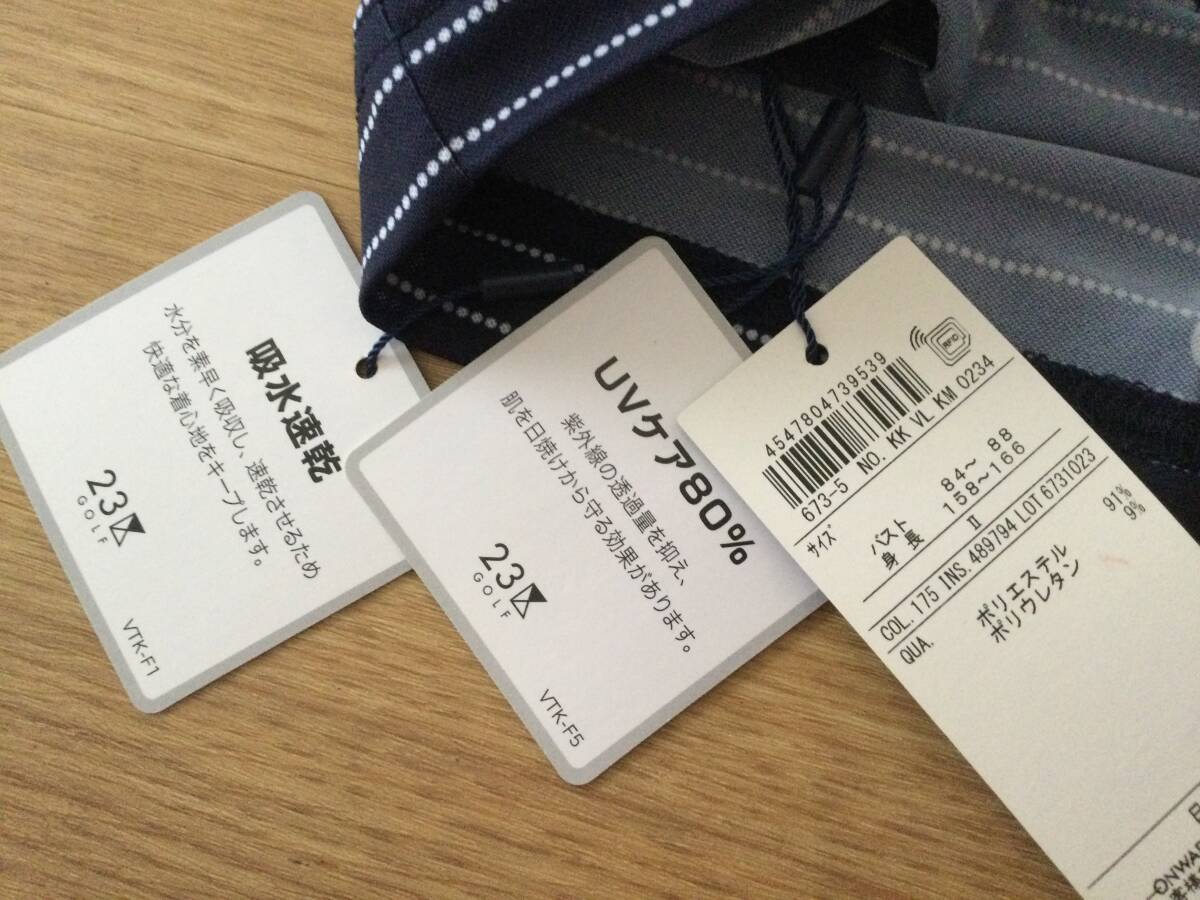 吸水速乾
水分を素早く吸収し、速乾させるため
快適な着心地をキープします。
23
GOLF
VTK-F1
UVケア80%
紫外線の透過量を抑え、
肌を日焼けから守る効果があります。
23
GOLF
VTK-F5
RFID
4547804739539
673-5 NO. KK VL KM 0234
サイズ
バスト 84～ 88
身長 158～166
II
COL. 175 INS. 489794 LOT 6731023
QUA.
ポリエステル 91%
ポリウレタン 9%